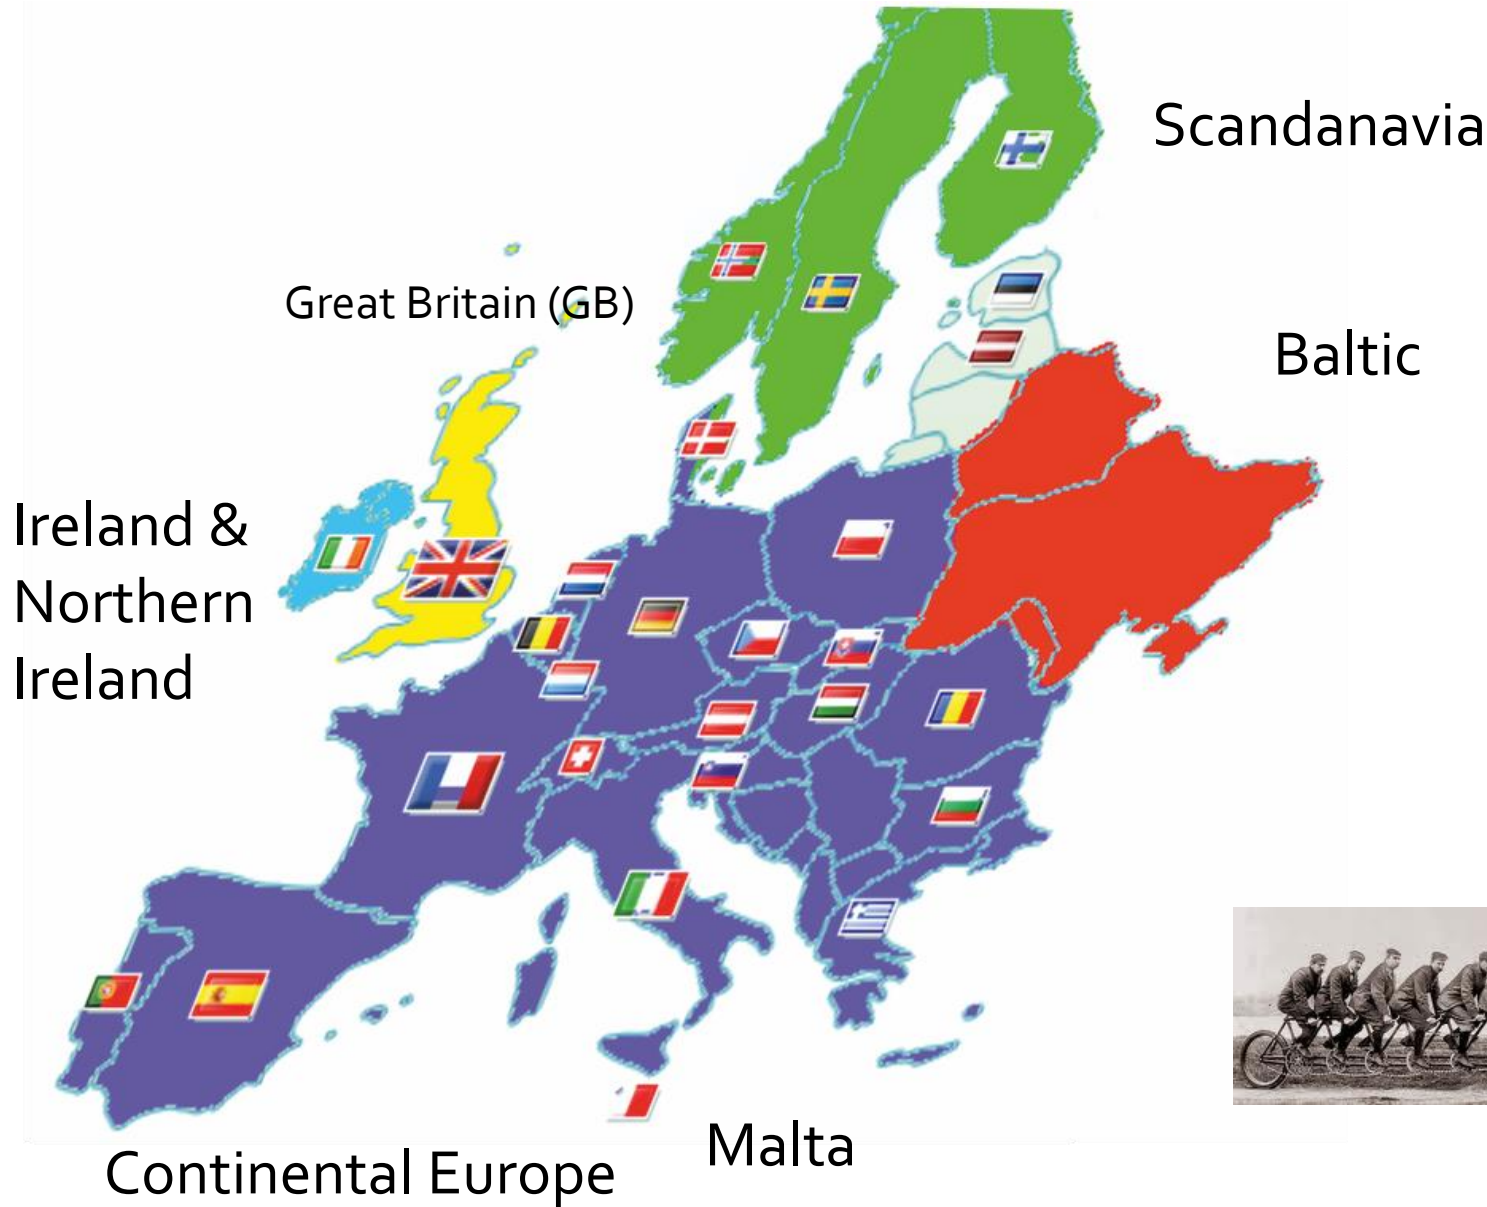 Scandanavia
Great Britain (GB)
Baltic
Ireland &
Northern
Ireland
Malta
Continental Europe